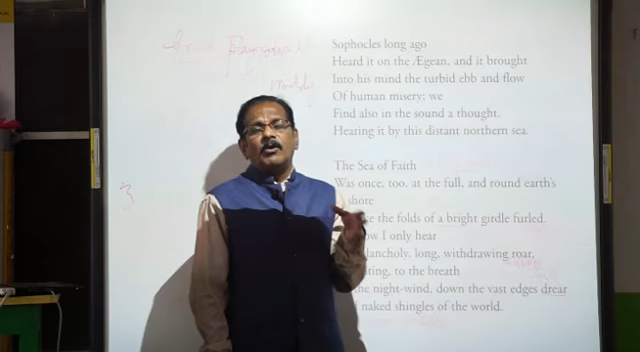 Sophocles long ago
Heard it on the Ægean, and it brought
Into his mind the turbid ebb and flow
Of human misery; we
Find also in the sound a thought,
Hearing it by this distant northern sea.
The Sea of Faith
Was once, too, at the full, and round earth's
shore
the folds of a bright girdle furled.
I only hear
long, withdrawing roar,
to the breath
the night-wind, down the vast edges drear
naked shingles of the world.